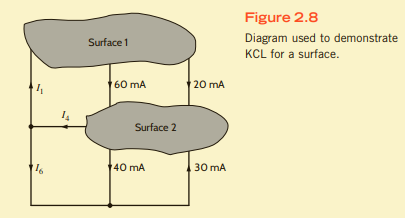 Figure 2.8
Diagram used to demonstrate
KCL for a surface.
Surface 1
I1
60 mA
20 mA
I4
Surface 2
I6
40 mA
30 mA